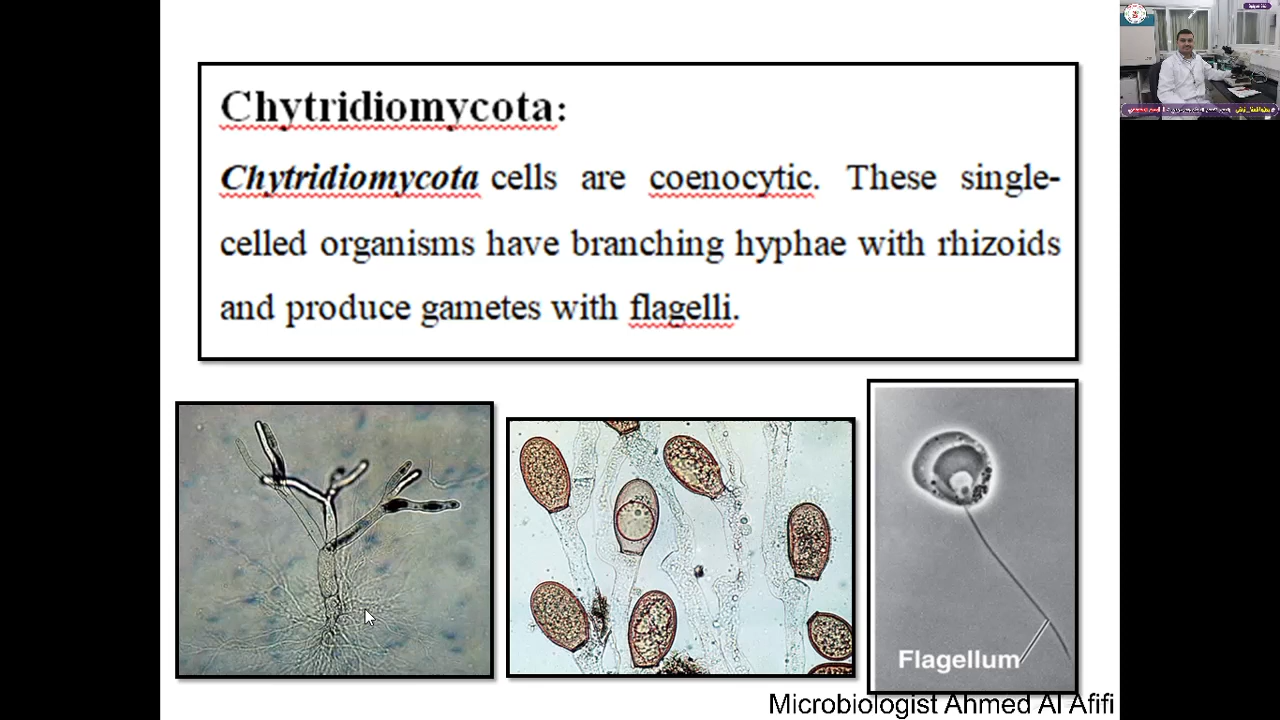 Chytridiomycota:
Chytridiomycota cells are coenocytic. These single-
celled organisms have branching hyphae with rhizoids
and produce gametes with flagelli.
Flagellum
Microbiologist Ahmed Al Afifi